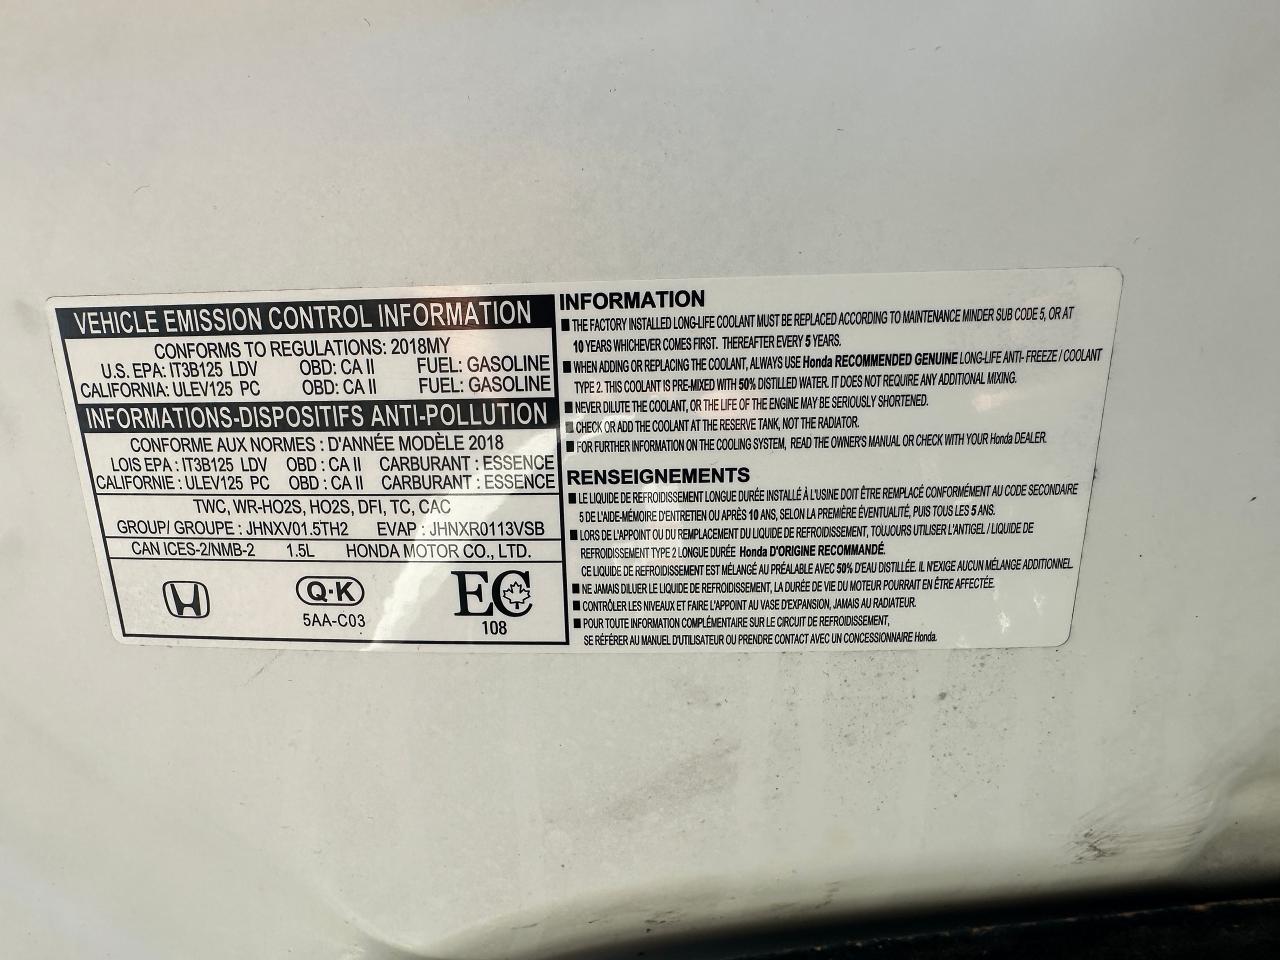 VEHICLE EMISSION CONTROL INFORMATION
CONFORMS TO REGULATIONS: 2018MY
U.S. EPA: IT3B125 LDV OBD: CA II FUEL: GASOLINE
CALIFORNIA: ULEV125 PC OBD: CA II FUEL: GASOLINE
INFORMATIONS-DISPOSITIFS ANTI-POLLUTION
CONFORME AUX NORMES : D'ANNÉE MODÈLE 2018
LOIS EPA : IT3B125 LDV OBD : CA II CARBURANT : ESSENCE
CALIFORNIE : ULEV125 PC OBD : CA II CARBURANT : ESSENCE
TWC, WR-HO2S, HO2S, DFI, TC, CAC
GROUP/ GROUPE : JHNXV01.5TH2 EVAP : JHNXR0113VSB
CAN ICES-2/NMB-2 1.5L HONDA MOTOR CO., LTD.
Q·K
5AA-C03
EC
108
INFORMATION
■ THE FACTORY INSTALLED LONG-LIFE COOLANT MUST BE REPLACED ACCORDING TO MAINTENANCE MINDER SUB CODE 5, OR AT
10 YEARS WHICHEVER COMES FIRST. THEREAFTER EVERY 5 YEARS.
■ WHEN ADDING OR REPLACING THE COOLANT, ALWAYS USE Honda RECOMMENDED GENUINE LONG-LIFE ANTI- FREEZE / COOLANT
TYPE 2. THIS COOLANT IS PRE-MIXED WITH 50% DISTILLED WATER. IT DOES NOT REQUIRE ANY ADDITIONAL MIXING.
■ NEVER DILUTE THE COOLANT, OR THE LIFE OF THE ENGINE MAY BE SERIOUSLY SHORTENED.
■ CHECK OR ADD THE COOLANT AT THE RESERVE TANK, NOT THE RADIATOR.
■ FOR FURTHER INFORMATION ON THE COOLING SYSTEM, READ THE OWNER'S MANUAL OR CHECK WITH YOUR Honda DEALER.
RENSEIGNEMENTS
■ LE LIQUIDE DE REFROIDISSEMENT LONGUE DURÉE INSTALLÉ À L'USINE DOIT ÊTRE REMPLACÉ CONFORMÉMENT AU CODE SECONDAIRE
5 DE L'AIDE-MÉMOIRE D'ENTRETIEN OU APRÈS 10 ANS, SELON LA PREMIÈRE ÉVENTUALITÉ, PUIS TOUS LES 5 ANS.
■ LORS DE L'APPOINT OU DU REMPLACEMENT DU LIQUIDE DE REFROIDISSEMENT, TOUJOURS UTILISER L'ANTIGEL / LIQUIDE DE
REFROIDISSEMENT TYPE 2 LONGUE DURÉE Honda D'ORIGINE RECOMMANDÉ.
CE LIQUIDE DE REFROIDISSEMENT EST MÉLANGÉ AU PRÉALABLE AVEC 50% D'EAU DISTILLÉE. IL N'EXIGE AUCUN MÉLANGE ADDITIONNEL.
■ NE JAMAIS DILUER LE LIQUIDE DE REFROIDISSEMENT, LA DURÉE DE VIE DU MOTEUR POURRAIT EN ÊTRE AFFECTÉE.
■ CONTRÔLER LES NIVEAUX ET FAIRE L'APPOINT AU VASE D'EXPANSION, JAMAIS AU RADIATEUR.
■ POUR TOUTE INFORMATION COMPLÉMENTAIRE SUR LE CIRCUIT DE REFROIDISSEMENT,
SE RÉFÉRER AU MANUEL D'UTILISATEUR OU PRENDRE CONTACT AVEC UN CONCESSIONNAIRE Honda.